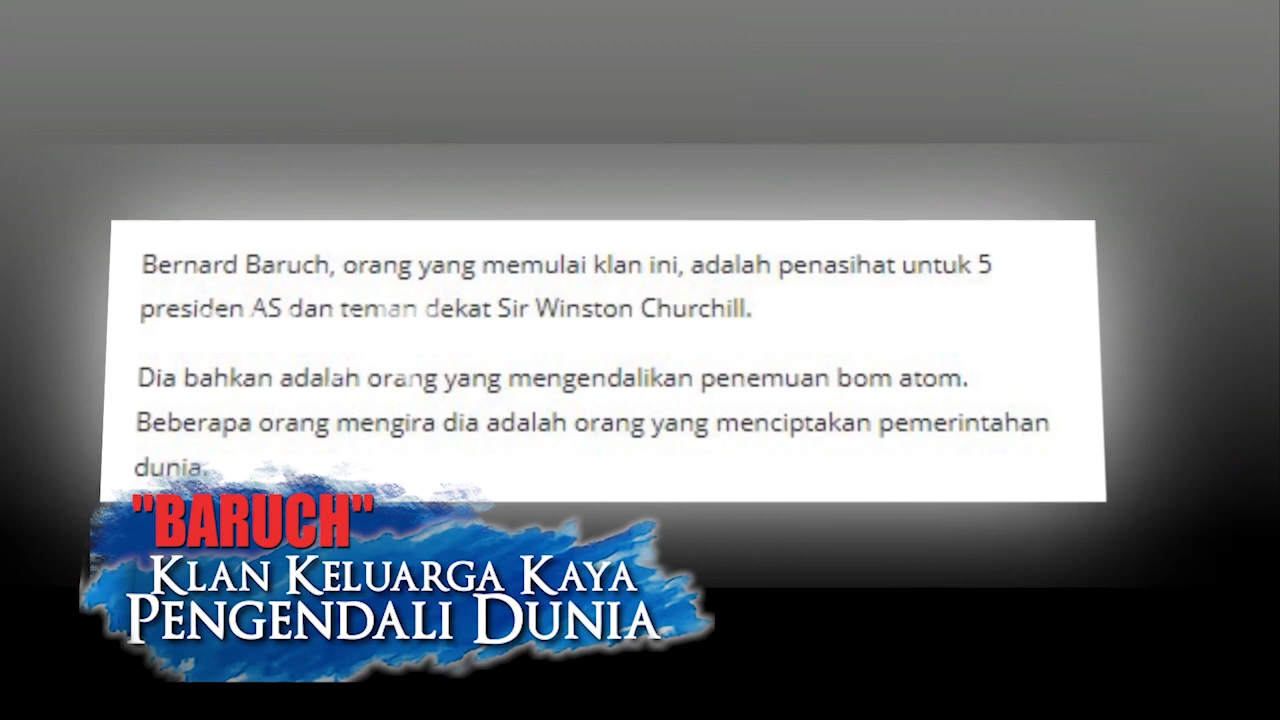 Bernard Baruch, orang yang memulai klan ini, adalah penasihat untuk 5
presiden AS dan teman dekat Sir Winston Churchill.
Dia bahkan adalah orang yang mengendalikan penemuan bom atom.
Beberapa orang mengira dia adalah orang yang menciptakan pemerintahan
dunia.
"BARUCH"
KLAN KELUARGA KAYA
PENGENDALI DUNIA